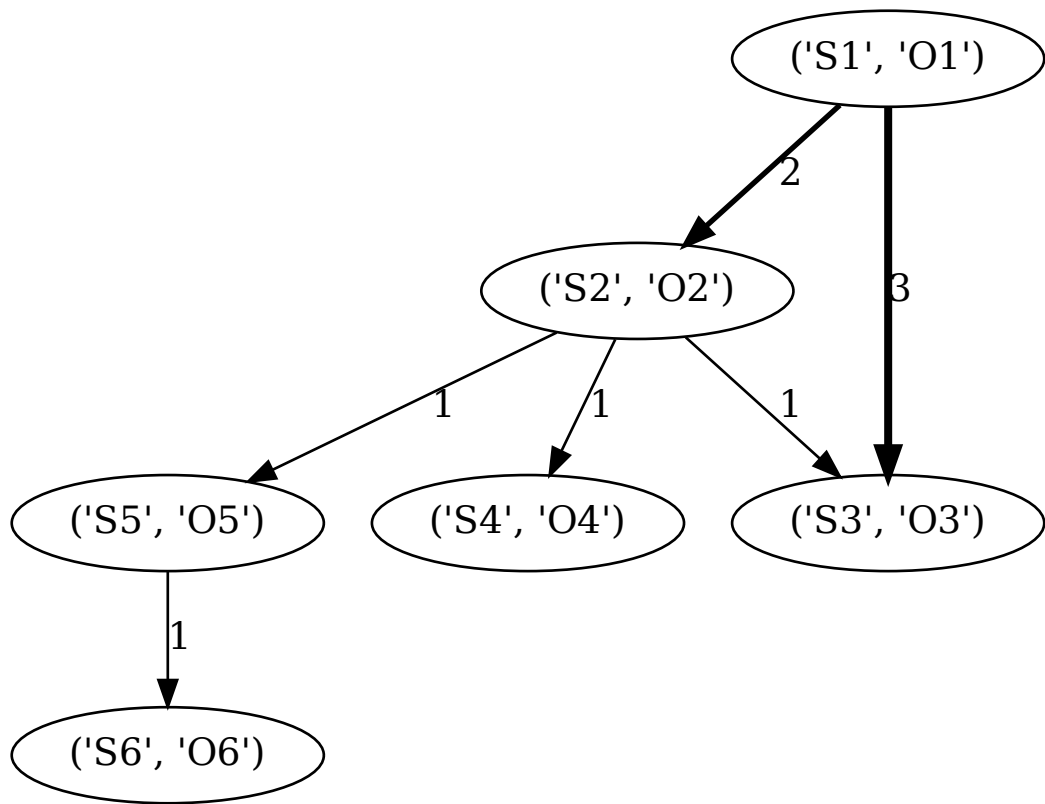 ('S1', 'O1')
2
('S2', 'O2')
3
1
1
1
('S5', 'O5')
('S4', 'O4')
('S3', 'O3')
1
('S6', 'O6')